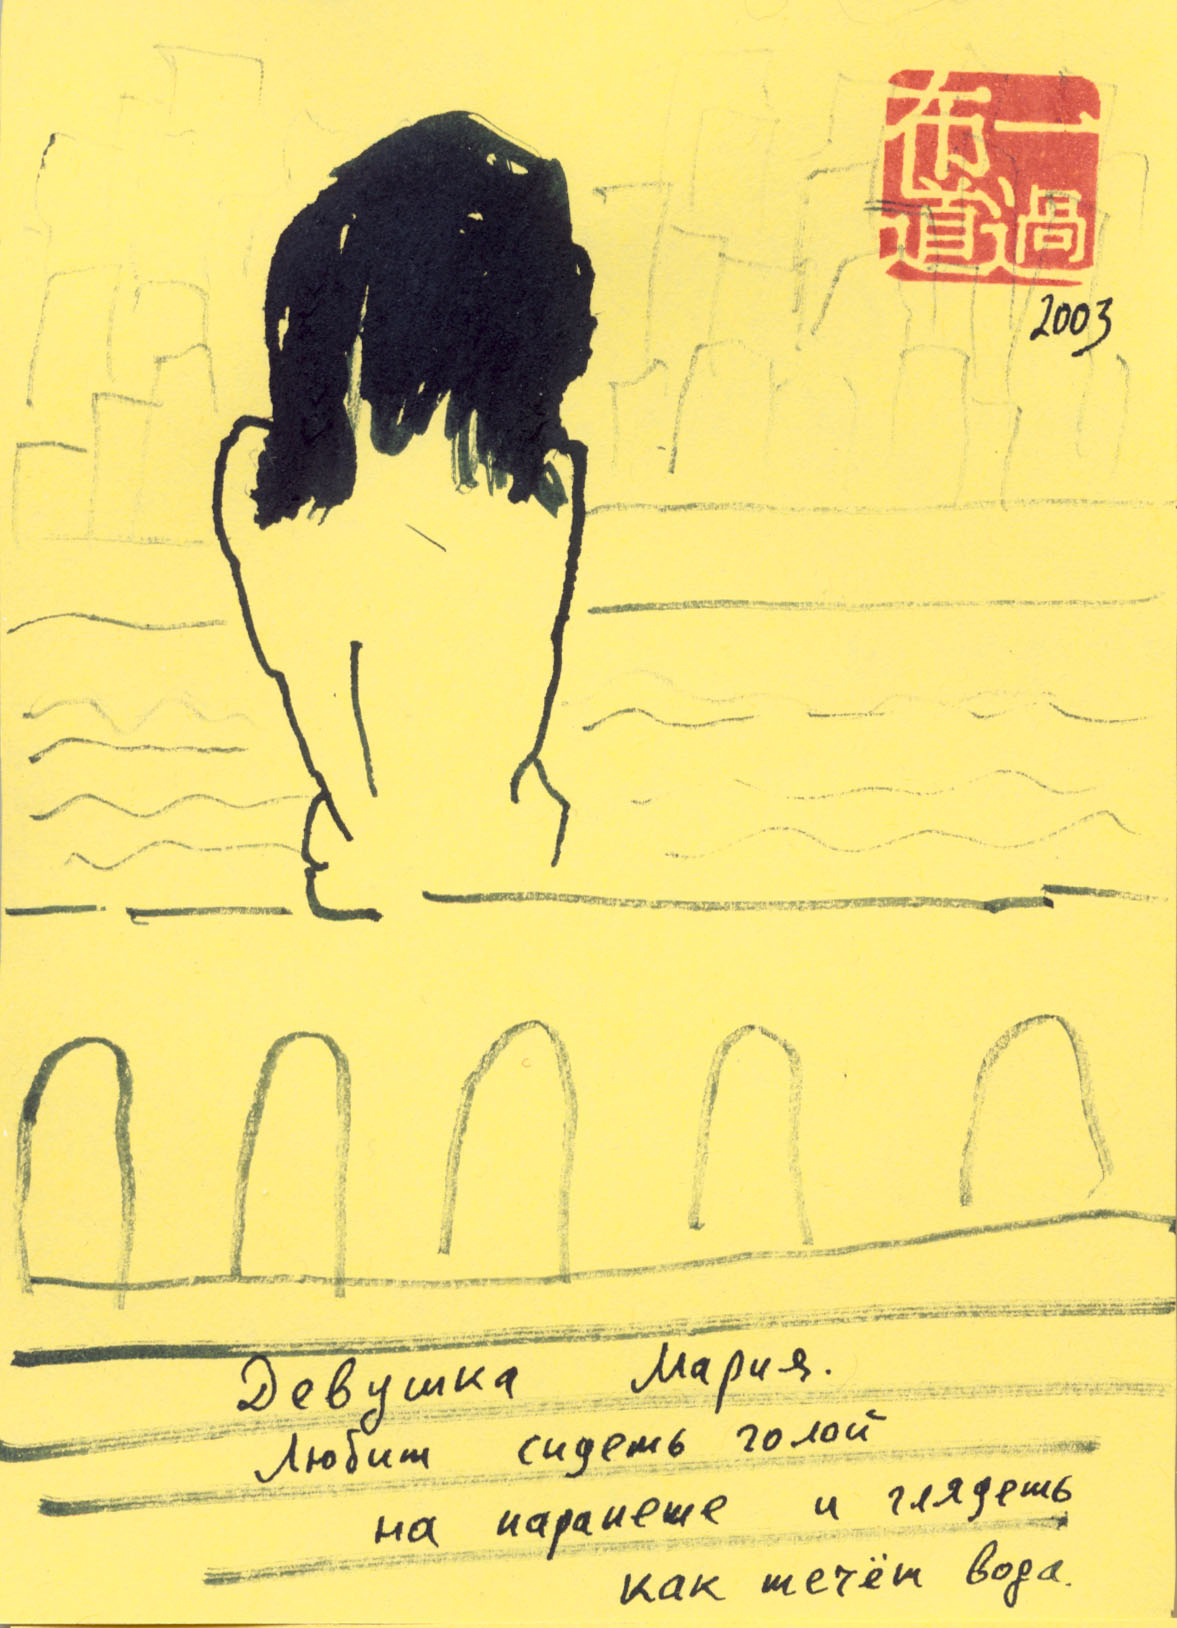 一過
布道
2003
Девушка Мария.
Любит сидеть голой
на парапете и глядеть
как течёт вода.